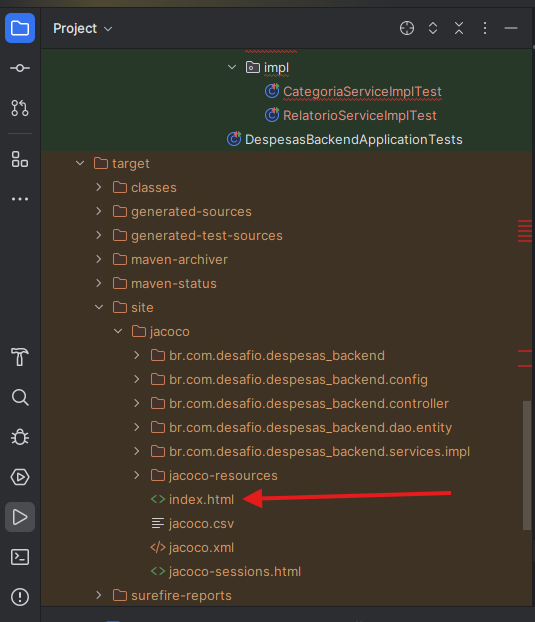 Project
impl
CategoriaServiceImplTest
RelatorioServiceImplTest
DespesasBackendApplicationTests
target
classes
generated-sources
generated-test-sources
maven-archiver
maven-status
site
jacoco
br.com.desafio.despesas_backend
br.com.desafio.despesas_backend.config
br.com.desafio.despesas_backend.controller
br.com.desafio.despesas_backend.dao.entity
br.com.desafio.despesas_backend.services.impl
jacoco-resources
index.html
jacoco.csv
jacoco.xml
jacoco-sessions.html
surefire-reports